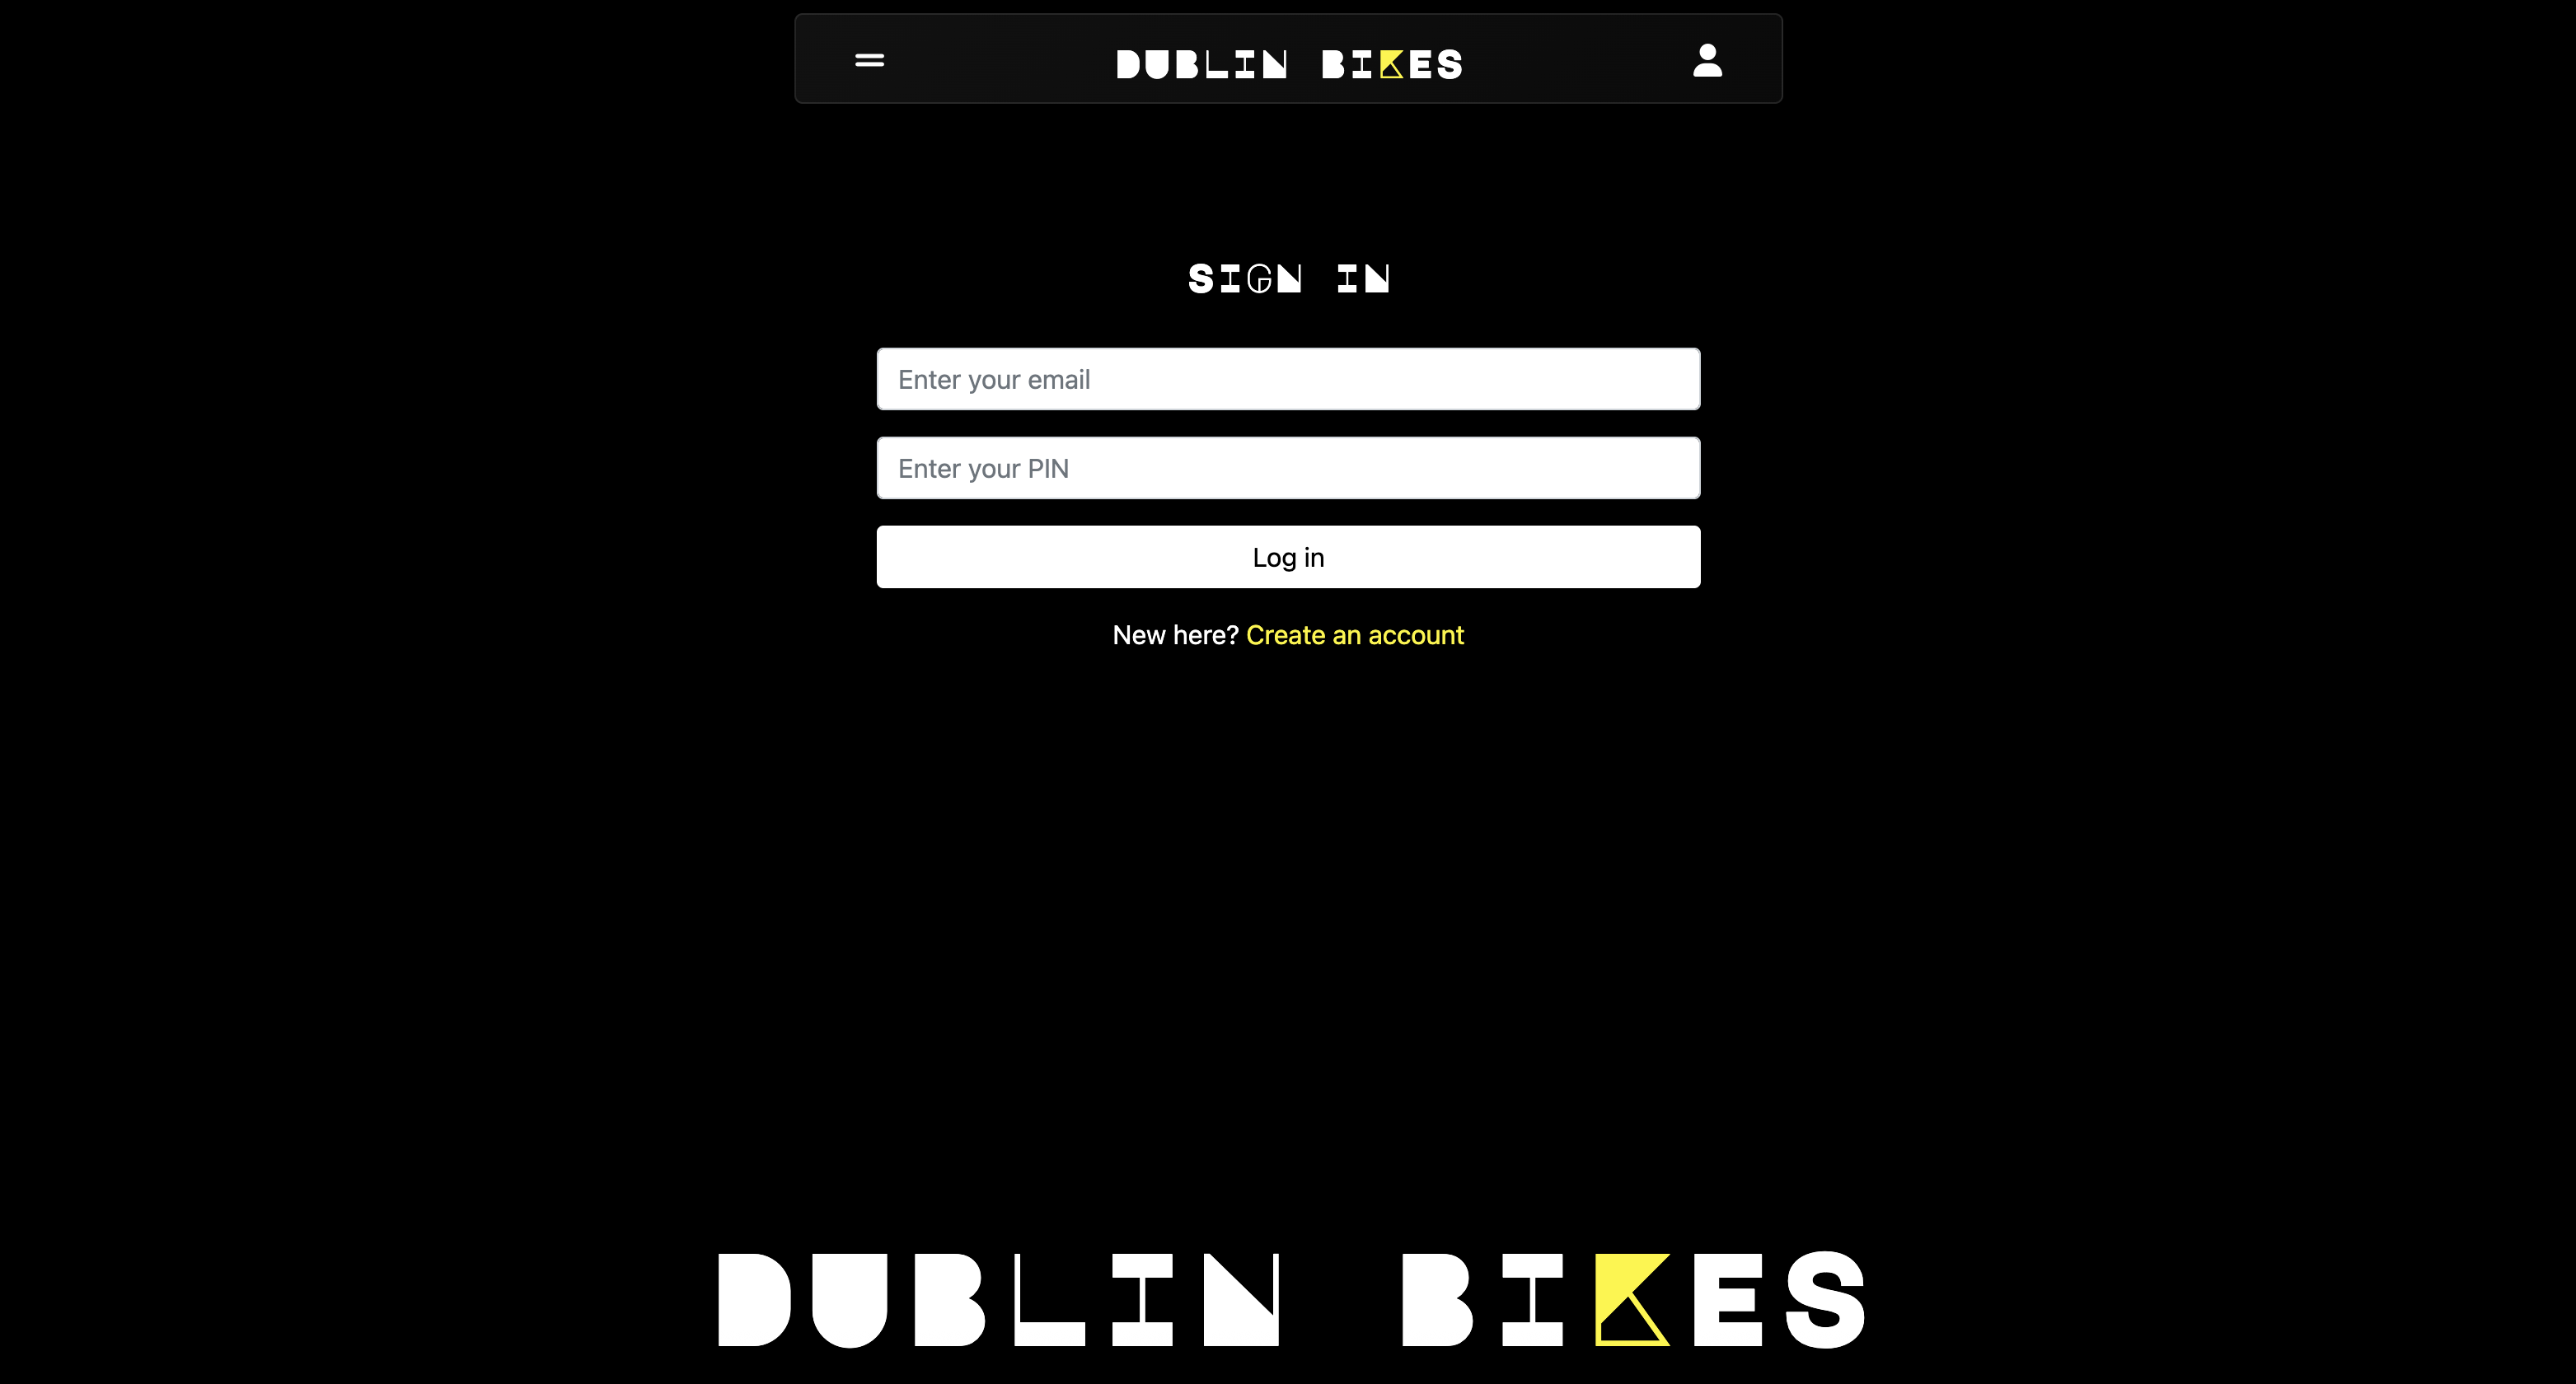 DUBLIN BIKES
SIGN IN
Enter your email
Enter your PIN
Log in
New here? Create an account
DUBLIN BIKES